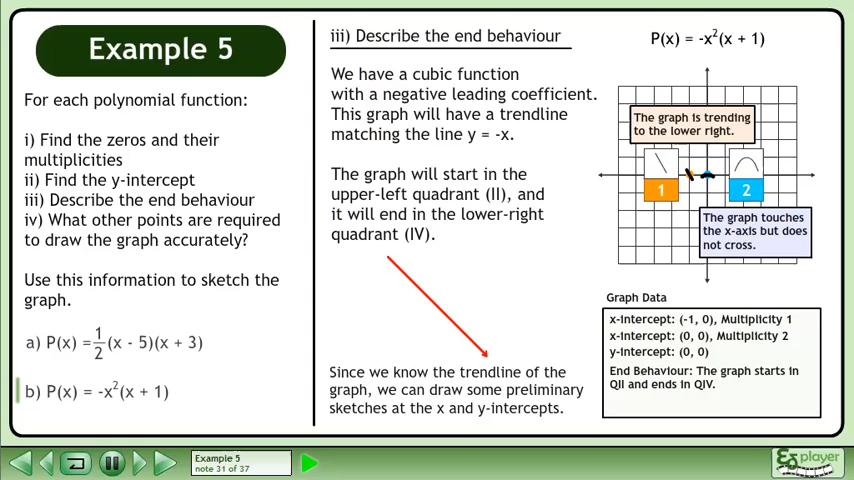 Example 5
For each polynomial function:
i) Find the zeros and their
multiplicities
ii) Find the y-intercept
iii) Describe the end behaviour
iv) What other points are required
to draw the graph accurately?
Use this information to sketch the
graph.
a) P(x) = 1/2 (x - 5)(x + 3)
b) P(x) = -x²(x + 1)
iii) Describe the end behaviour
We have a cubic function
with a negative leading coefficient.
This graph will have a trendline
matching the line y = -x.
The graph will start in the
upper-left quadrant (II), and
it will end in the lower-right
quadrant (IV).
Since we know the trendline of the
graph, we can draw some preliminary
sketches at the x and y-intercepts.
P(x) = -x²(x + 1)
The graph is trending
to the lower right.
1
2
The graph touches
the x-axis but does
not cross.
Graph Data
x-intercept: (-1, 0), Multiplicity 1
x-intercept: (0, 0), Multiplicity 2
y-intercept: (0, 0)
End Behaviour: The graph starts in
QII and ends in QIV.
Example 5
note 31 of 37
player